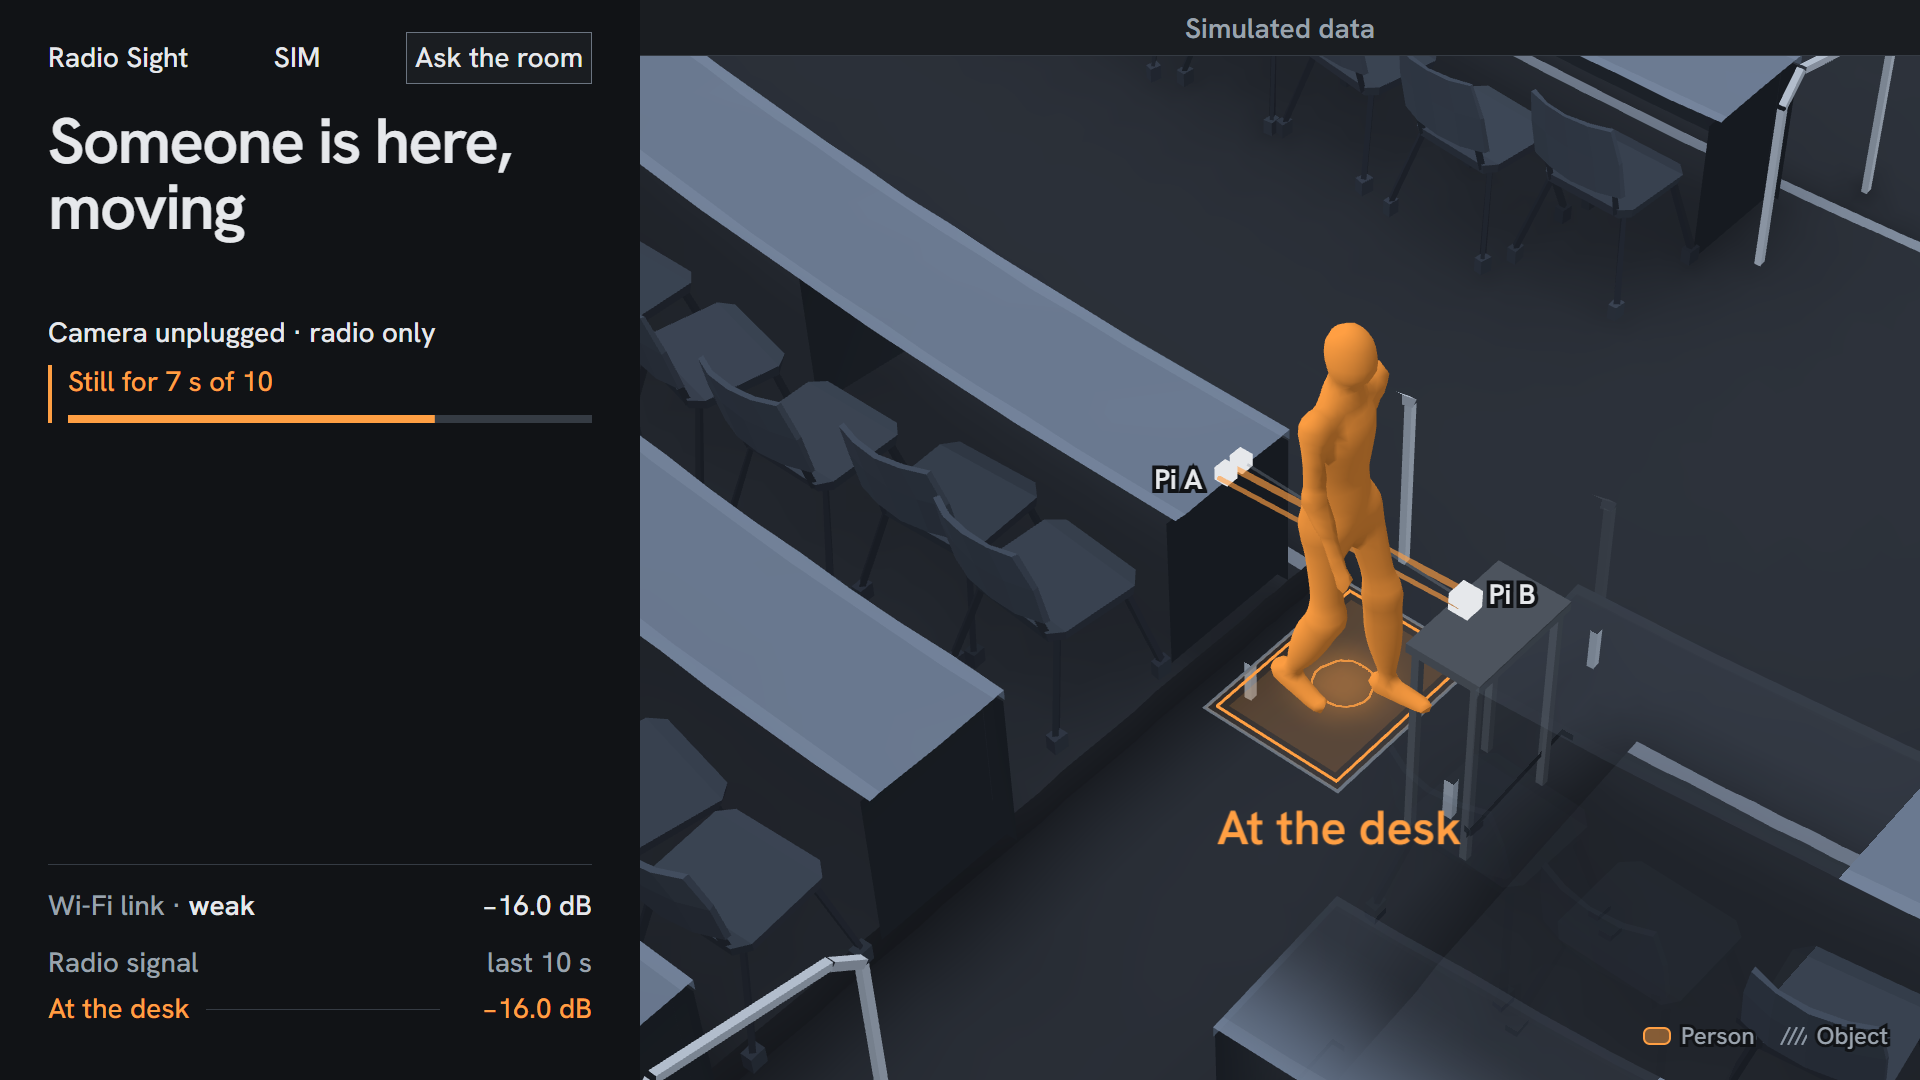 Radio Sight
SIM
Ask the room
Someone is here,
moving
Camera unplugged · radio only
Still for 7 s of 10
Wi-Fi link · weak
−16.0 dB
Radio signal
last 10 s
At the desk
−16.0 dB
Simulated data
Pi A
Pi B
At the desk
Person
Object